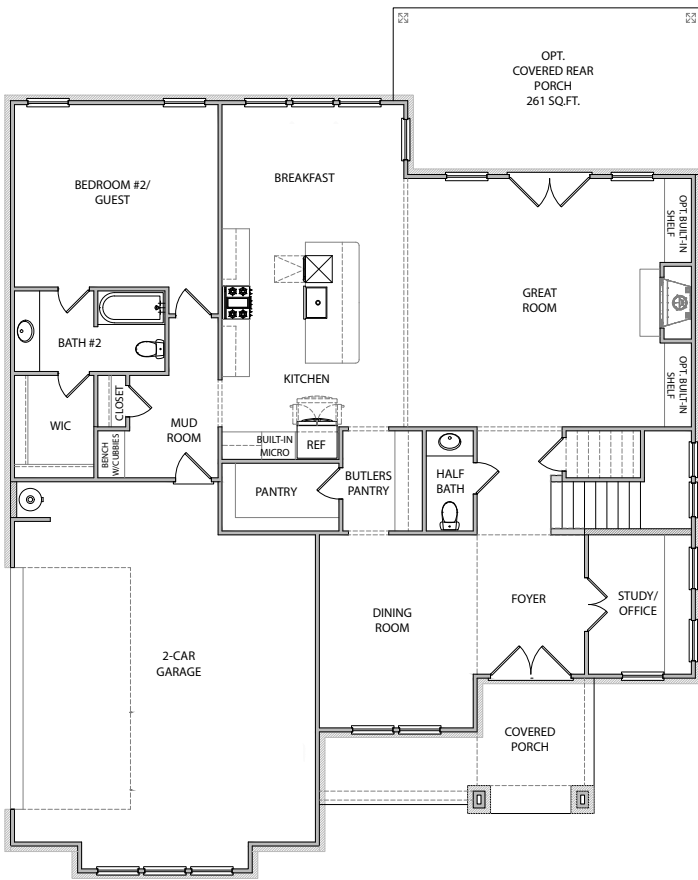 OPT.
COVERED REAR
PORCH
261 SQ.FT.
BEDROOM #2/
GUEST
BREAKFAST
OPT. BUILT-IN
SHELF
GREAT
ROOM
BATH #2
KITCHEN
OPT. BUILT-IN
SHELF
CLOSET
WIC
MUD
ROOM
BENCH
W/CUBBIES
BUILT-IN
MICRO
REF
PANTRY
BUTLERS
PANTRY
HALF
BATH
DINING
ROOM
FOYER
STUDY/
OFFICE
2-CAR
GARAGE
COVERED
PORCH